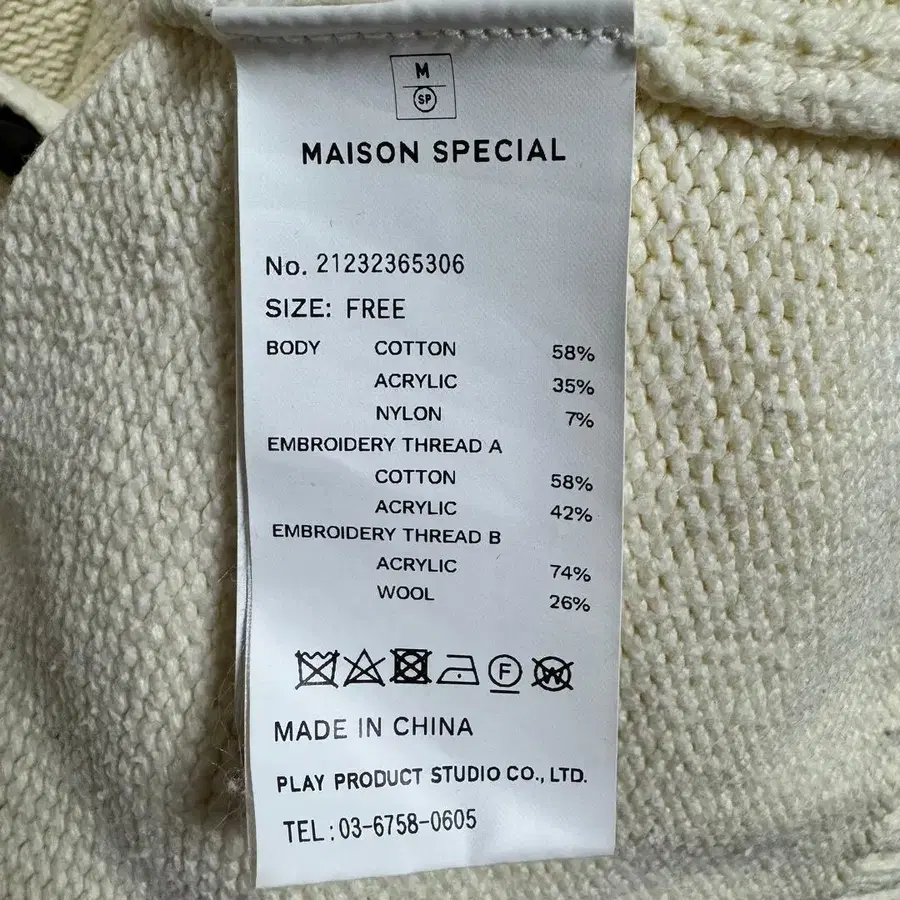 M
SP
MAISON SPECIAL
No. 21232365306
SIZE: FREE
BODY COTTON 58%
ACRYLIC 35%
NYLON 7%
EMBROIDERY THREAD A
COTTON 58%
ACRYLIC 42%
EMBROIDERY THREAD B
ACRYLIC 74%
WOOL 26%
F W
MADE IN CHINA
PLAY PRODUCT STUDIO CO., LTD.
TEL : 03-6758-0605